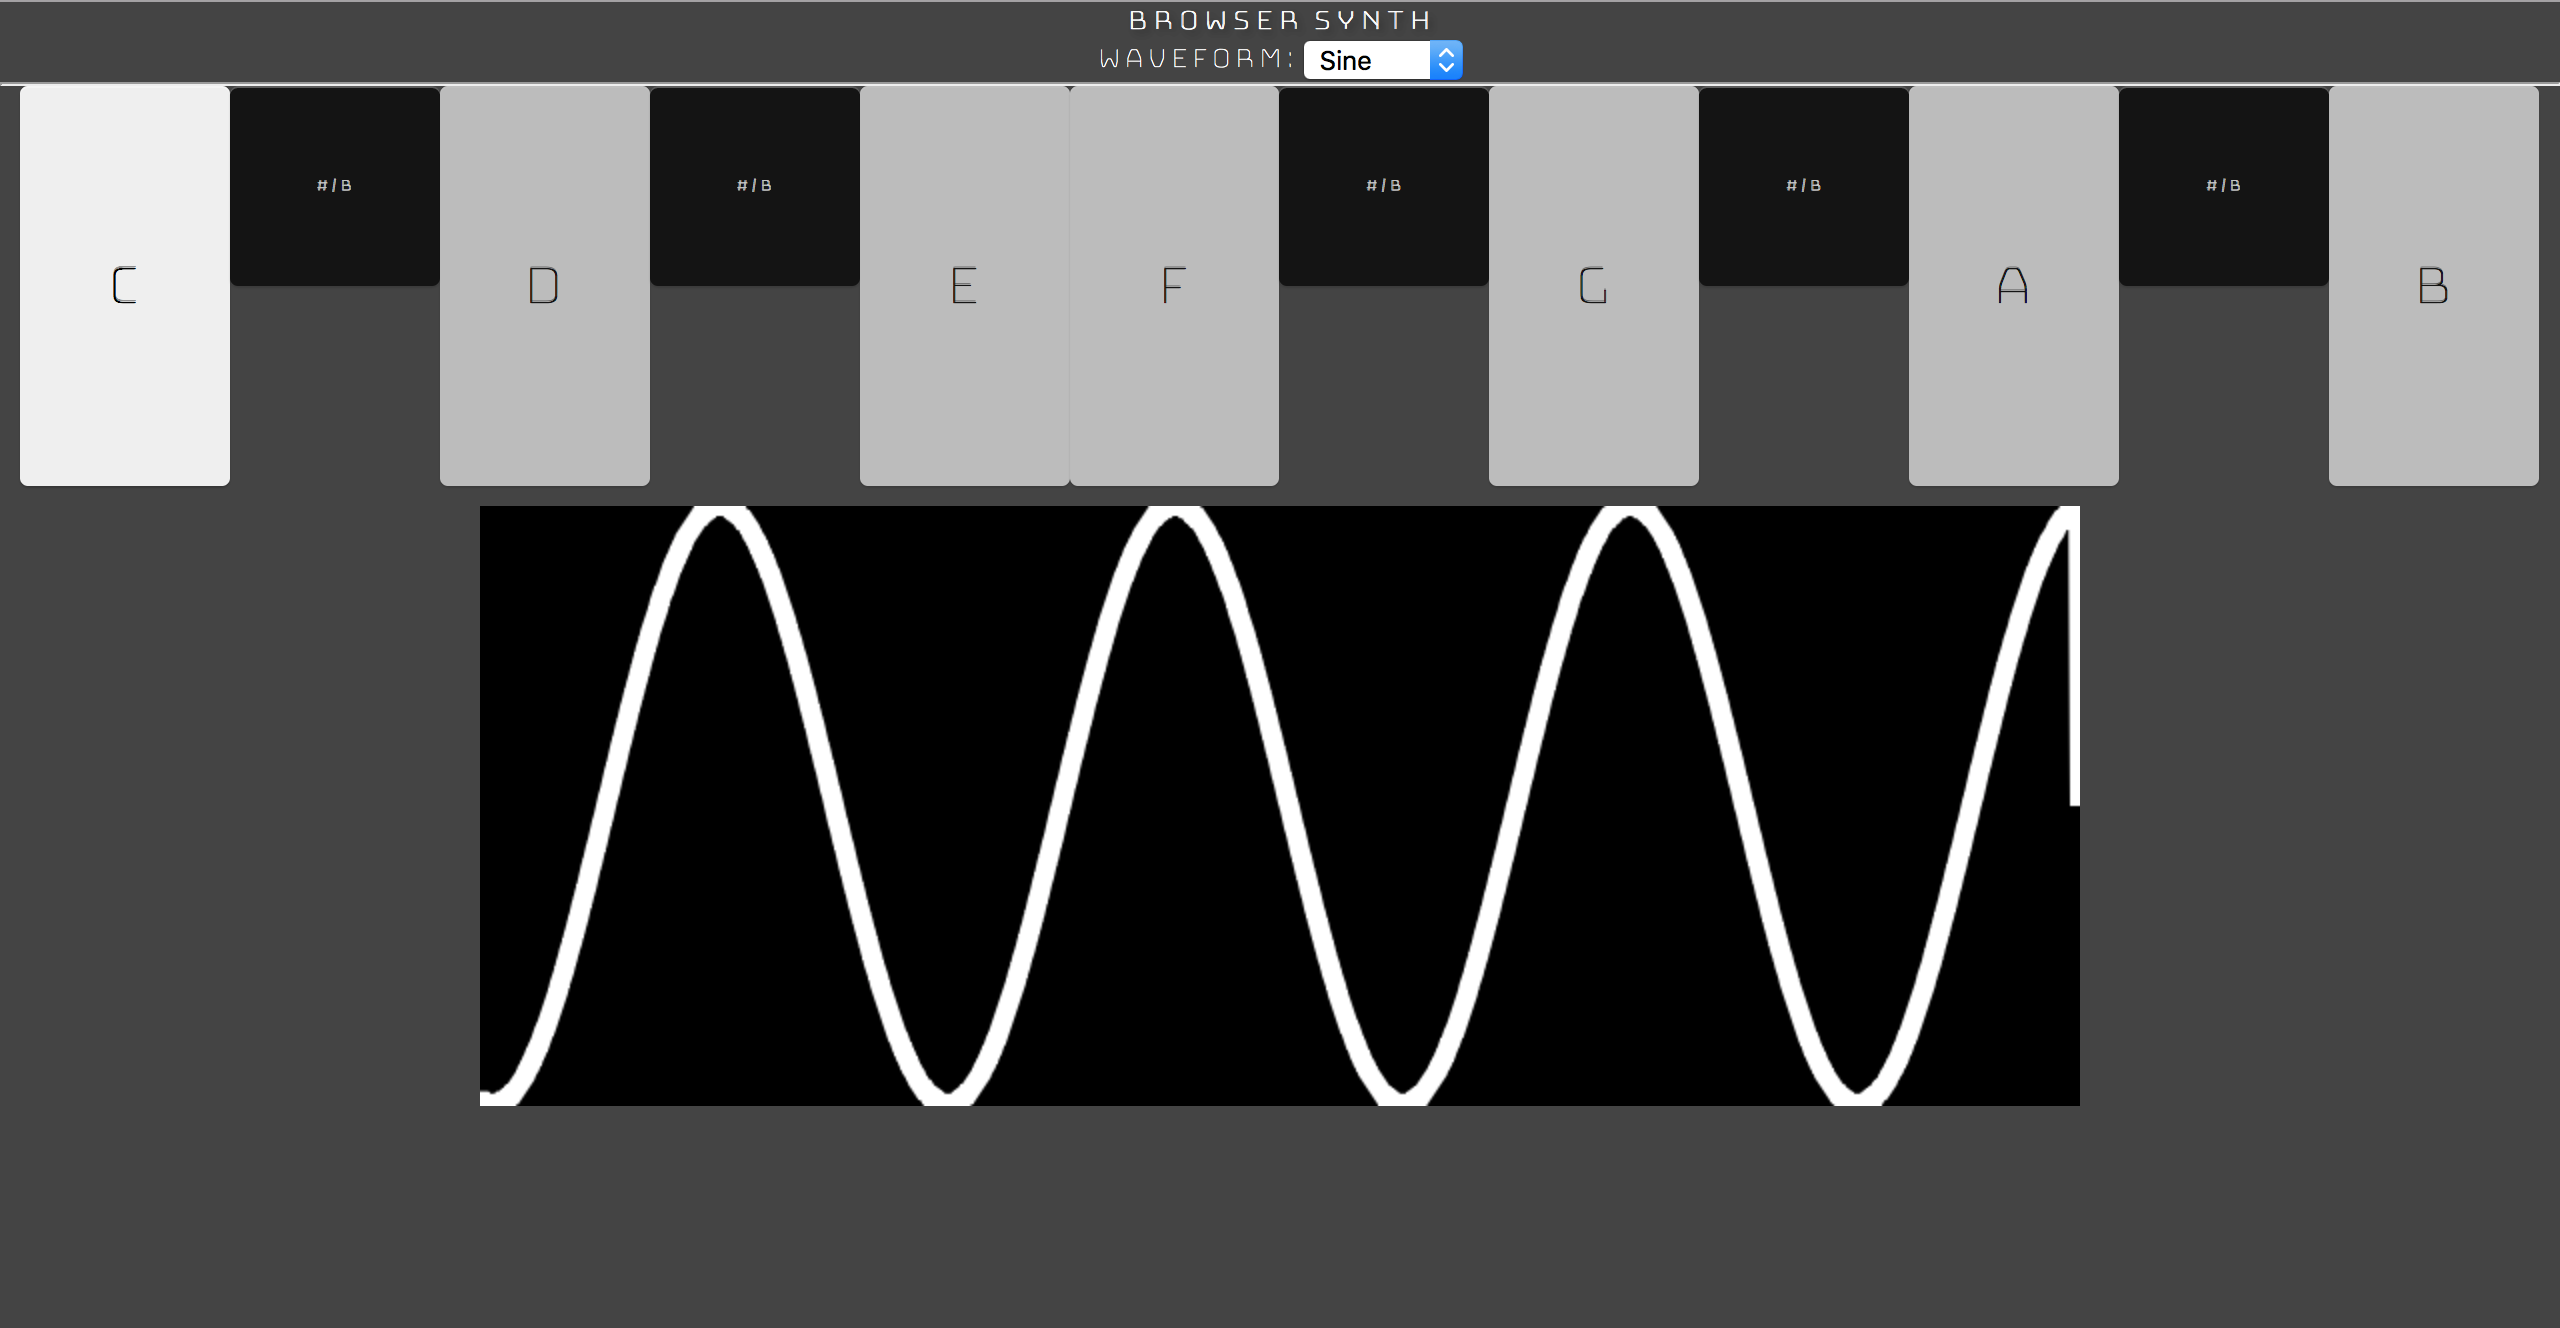 BROWSER SYNTH
WAVEFORM: Sine
C #/B D #/B E F #/B G #/B A #/B B